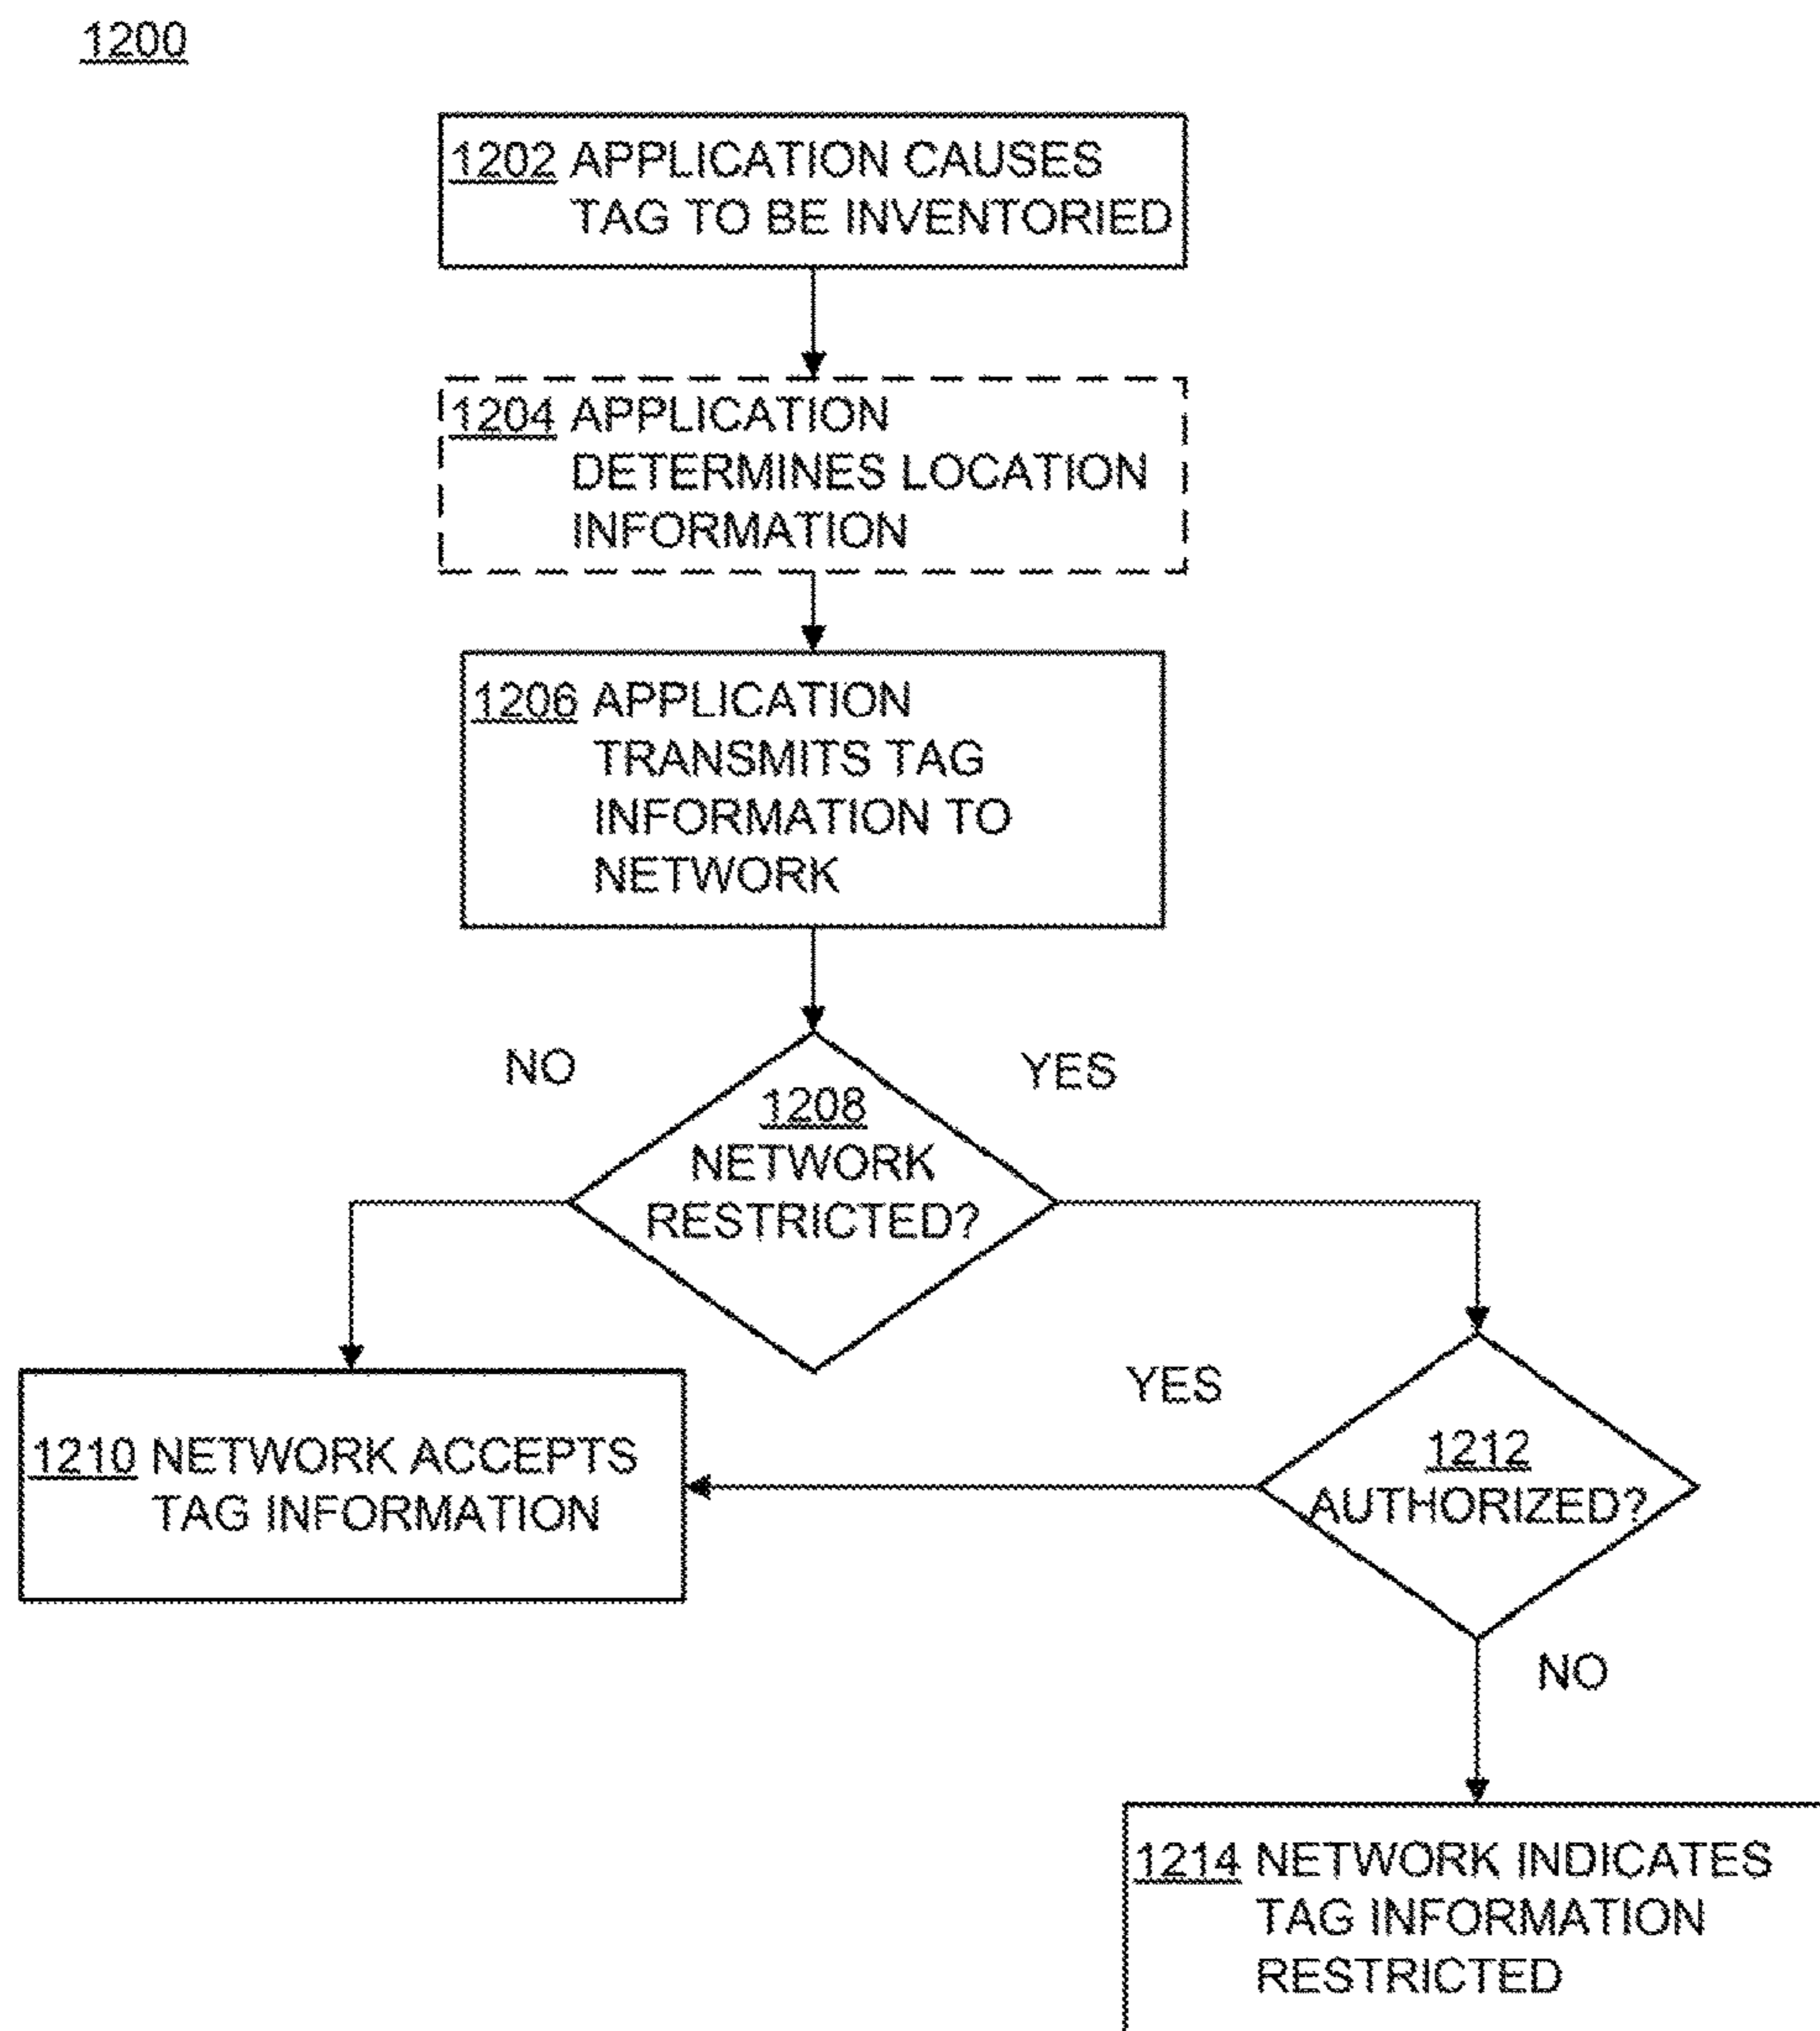 1200
1202 APPLICATION CAUSES
TAG TO BE INVENTORIED
1204 APPLICATION
DETERMINES LOCATION
INFORMATION
1206 APPLICATION
TRANSMITS TAG
INFORMATION TO
NETWORK
NO
YES
1208
NETWORK
RESTRICTED?
1210 NETWORK ACCEPTS
TAG INFORMATION
YES
1212
AUTHORIZED?
NO
1214 NETWORK INDICATES
TAG INFORMATION
RESTRICTED